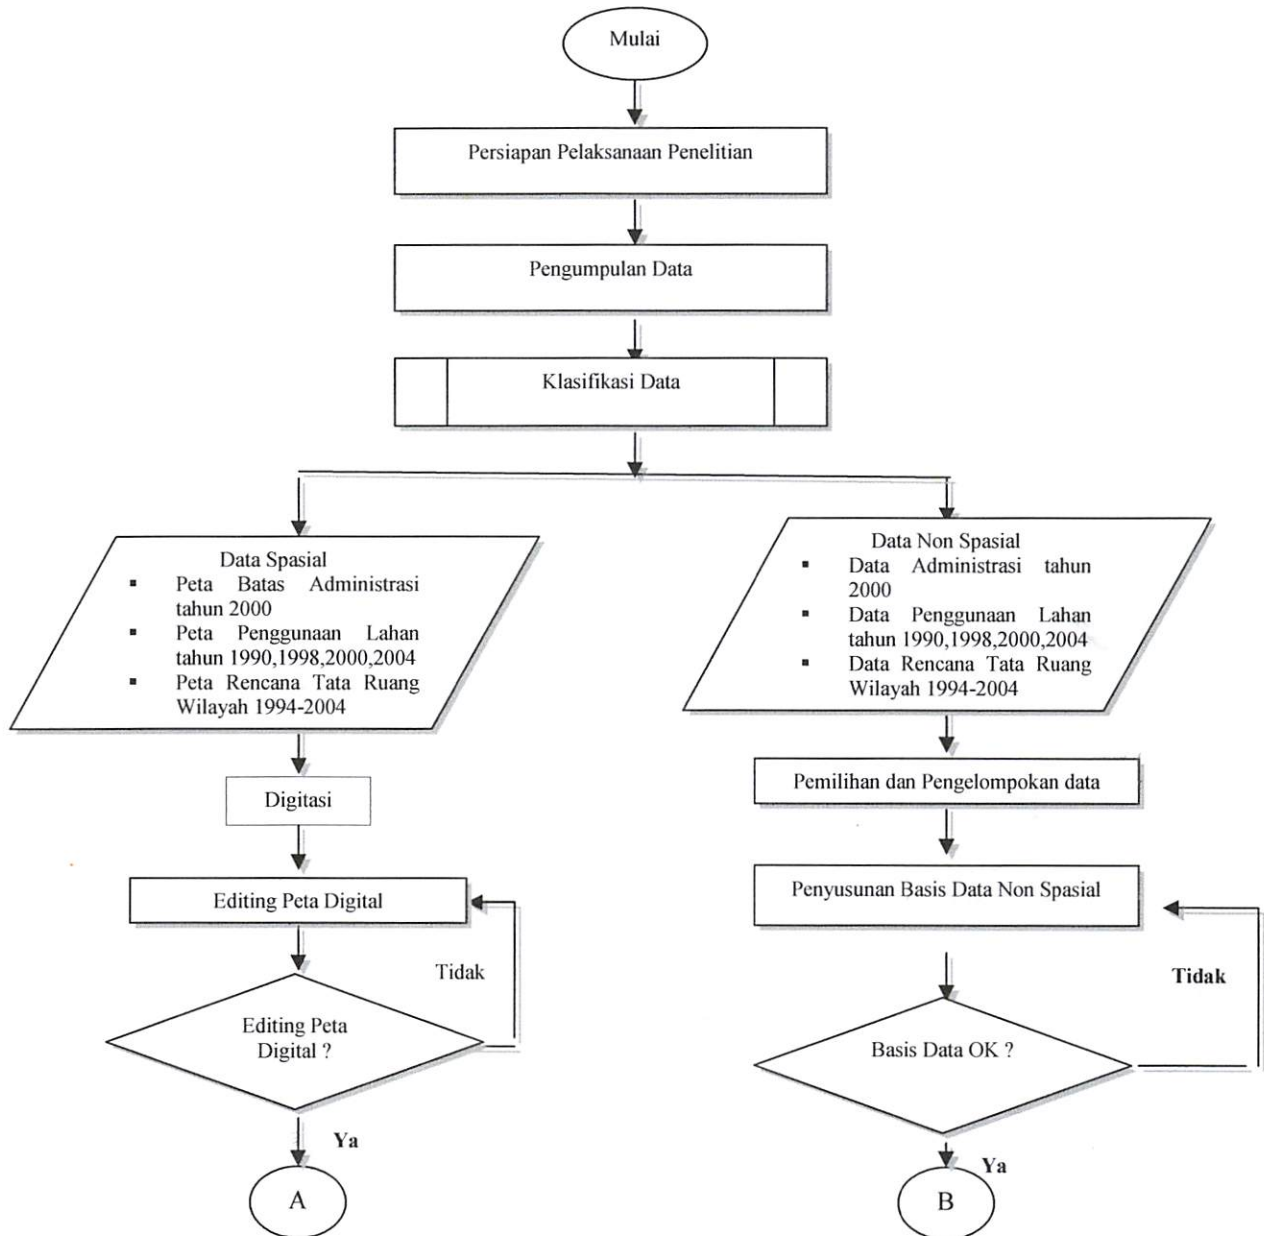 Mulai
Persiapan Pelaksanaan Penelitian
Pengumpulan Data
Klasifikasi Data
Data Spasial
▪ Peta Batas Administrasi
tahun 2000
▪ Peta Penggunaan Lahan
tahun 1990,1998,2000,2004
▪ Peta Rencana Tata Ruang
Wilayah 1994-2004
Digitasi
Editing Peta Digital
Tidak
Editing Peta
Digital ?
Ya
A
Data Non Spasial
▪ Data Administrasi tahun
2000
▪ Data Penggunaan Lahan
tahun 1990,1998,2000,2004
▪ Data Rencana Tata Ruang
Wilayah 1994-2004
Pemilihan dan Pengelompokan data
Penyusunan Basis Data Non Spasial
Tidak
Basis Data OK ?
Ya
B